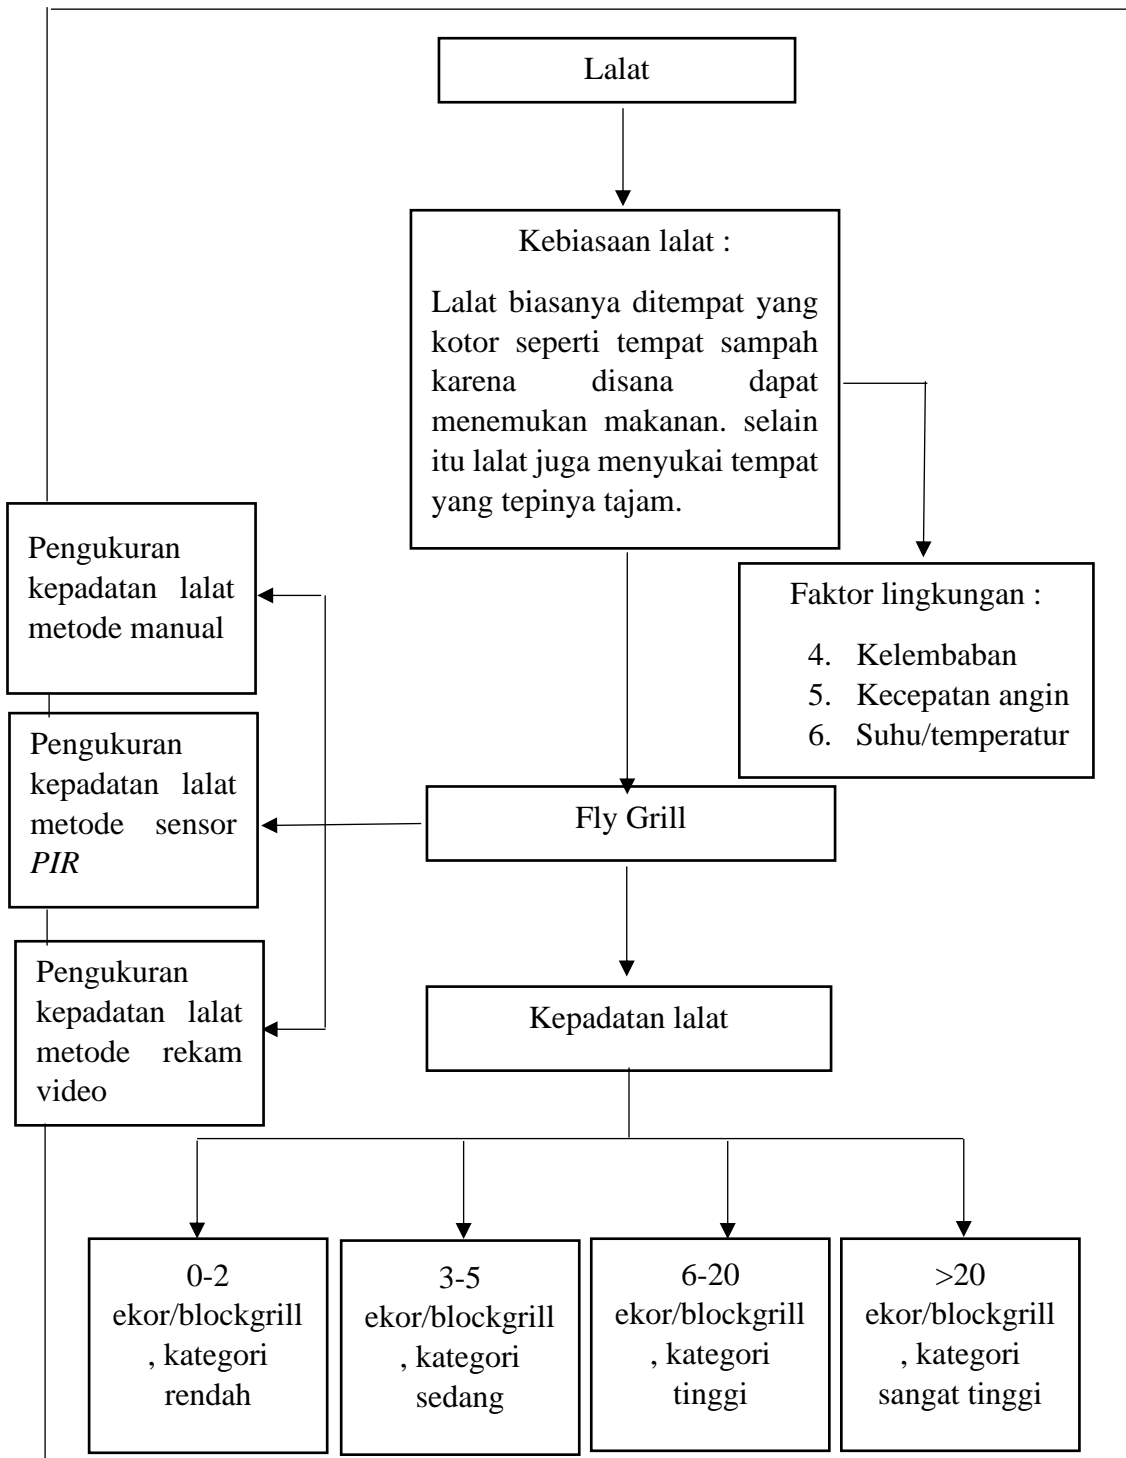 Lalat
Kebiasaan lalat :
Lalat biasanya ditempat yang
kotor seperti tempat sampah
karena disana dapat
menemukan makanan. selain
itu lalat juga menyukai tempat
yang tepinya tajam.
Pengukuran
kepadatan lalat
metode manual
Faktor lingkungan :
4. Kelembaban
5. Kecepatan angin
6. Suhu/temperatur
Pengukuran
kepadatan lalat
metode sensor
PIR
Fly Grill
Pengukuran
kepadatan lalat
metode rekam
video
Kepadatan lalat
0-2
ekor/blockgrill
, kategori
rendah
3-5
ekor/blockgrill
, kategori
sedang
6-20
ekor/blockgrill
, kategori
tinggi
>20
ekor/blockgrill
, kategori
sangat tinggi